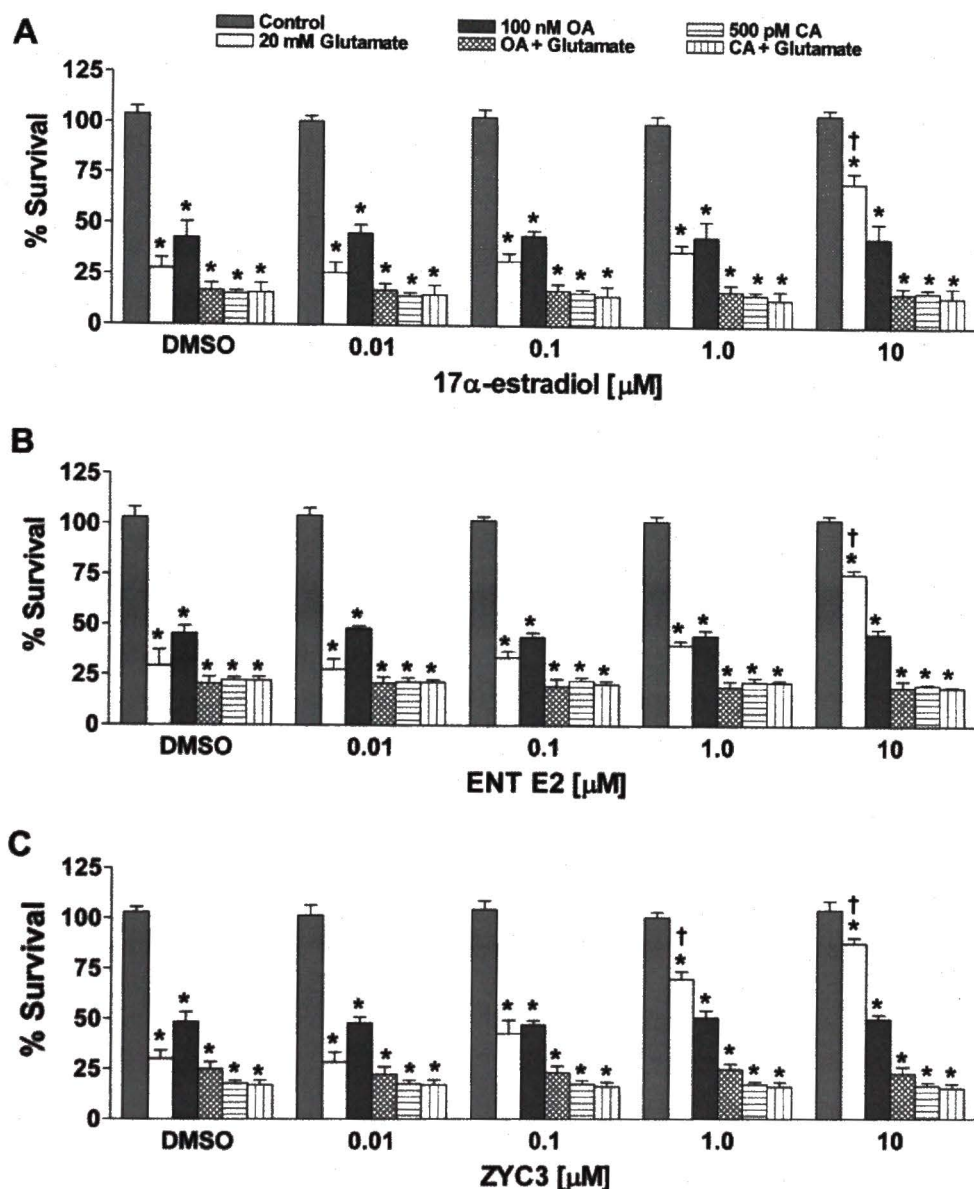 A
Control
100 nM OA
500 pM CA
20 mM Glutamate
OA + Glutamate
CA + Glutamate
125
100
75
50
25
0
% Survival
* * * * *
* * * * *
* * * * *
* * * * *
†
* * * * *
DMSO 0.01 0.1 1.0 10
17α-estradiol [μM]
B
125
100
75
50
25
0
% Survival
* * * * *
* * * * *
* * * * *
* * * * *
†
* * * * *
DMSO 0.01 0.1 1.0 10
ENT E2 [μM]
C
125
100
75
50
25
0
% Survival
* * * * *
* * * * *
* * * * *
†
* * * * *
†
* * * * *
DMSO 0.01 0.1 1.0 10
ZYC3 [μM]